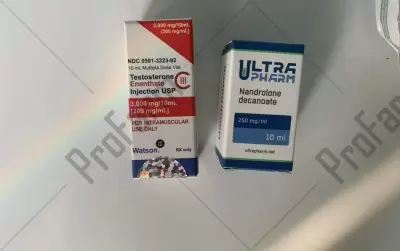 3,000 mg/10mL
[300 mg/mL]
NDC 0591-3223-92
10 mL Multiple Dose Vial
Testosterone
Enanthate
Injection USP
CIII
3,000 mg/10mL
[300 mg/mL]
FOR INTRAMUSCULAR
USE ONLY
Watson.
RX only
ULTRA
PHARM
Nandrolone
decanoate
250 mg/ml
10 ml
ultrapharm.net